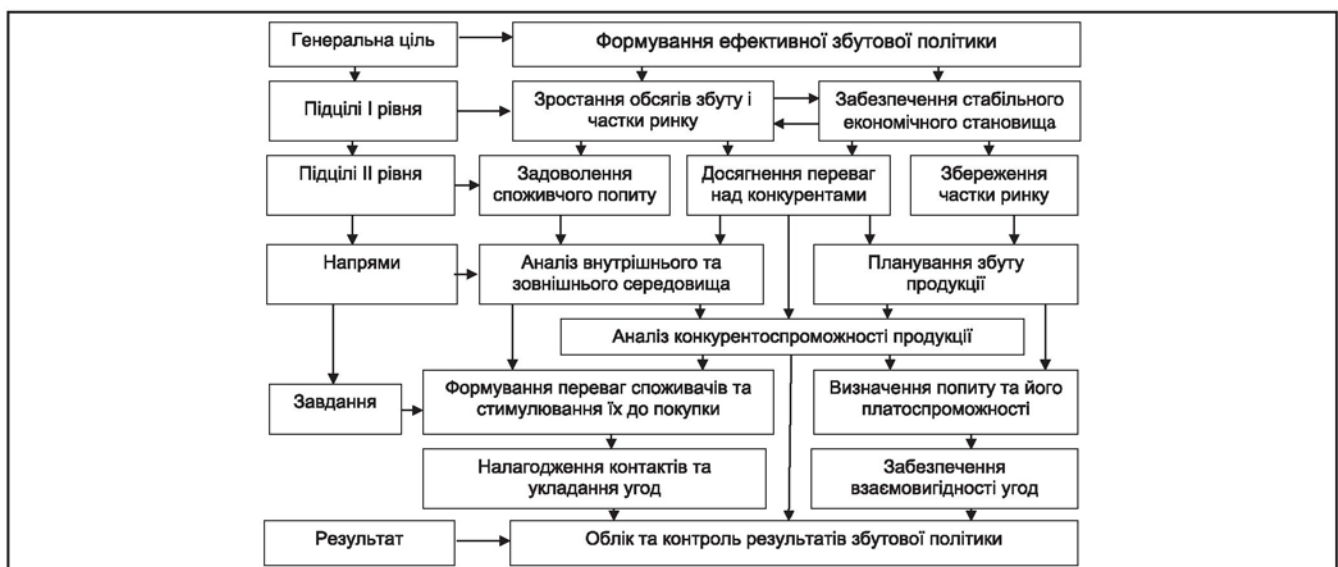 Генеральна ціль
Формування ефективної збутової політики
Підцілі І рівня
Зростання обсягів збуту і
частки ринку
Забезпечення стабільного
економічного становища
Підцілі ІІ рівня
Задоволення
споживчого попиту
Досягнення переваг
над конкурентами
Збереження
частки ринку
Напрями
Аналіз внутрішнього та
зовнішнього середовища
Планування збуту
продукції
Аналіз конкурентоспроможності продукції
Завдання
Формування переваг споживачів та
стимулювання їх до покупки
Визначення попиту та його
платоспроможності
Налагодження контактів та
укладання угод
Забезпечення
взаємовигідності угод
Результат
Облік та контроль результатів збутової політики